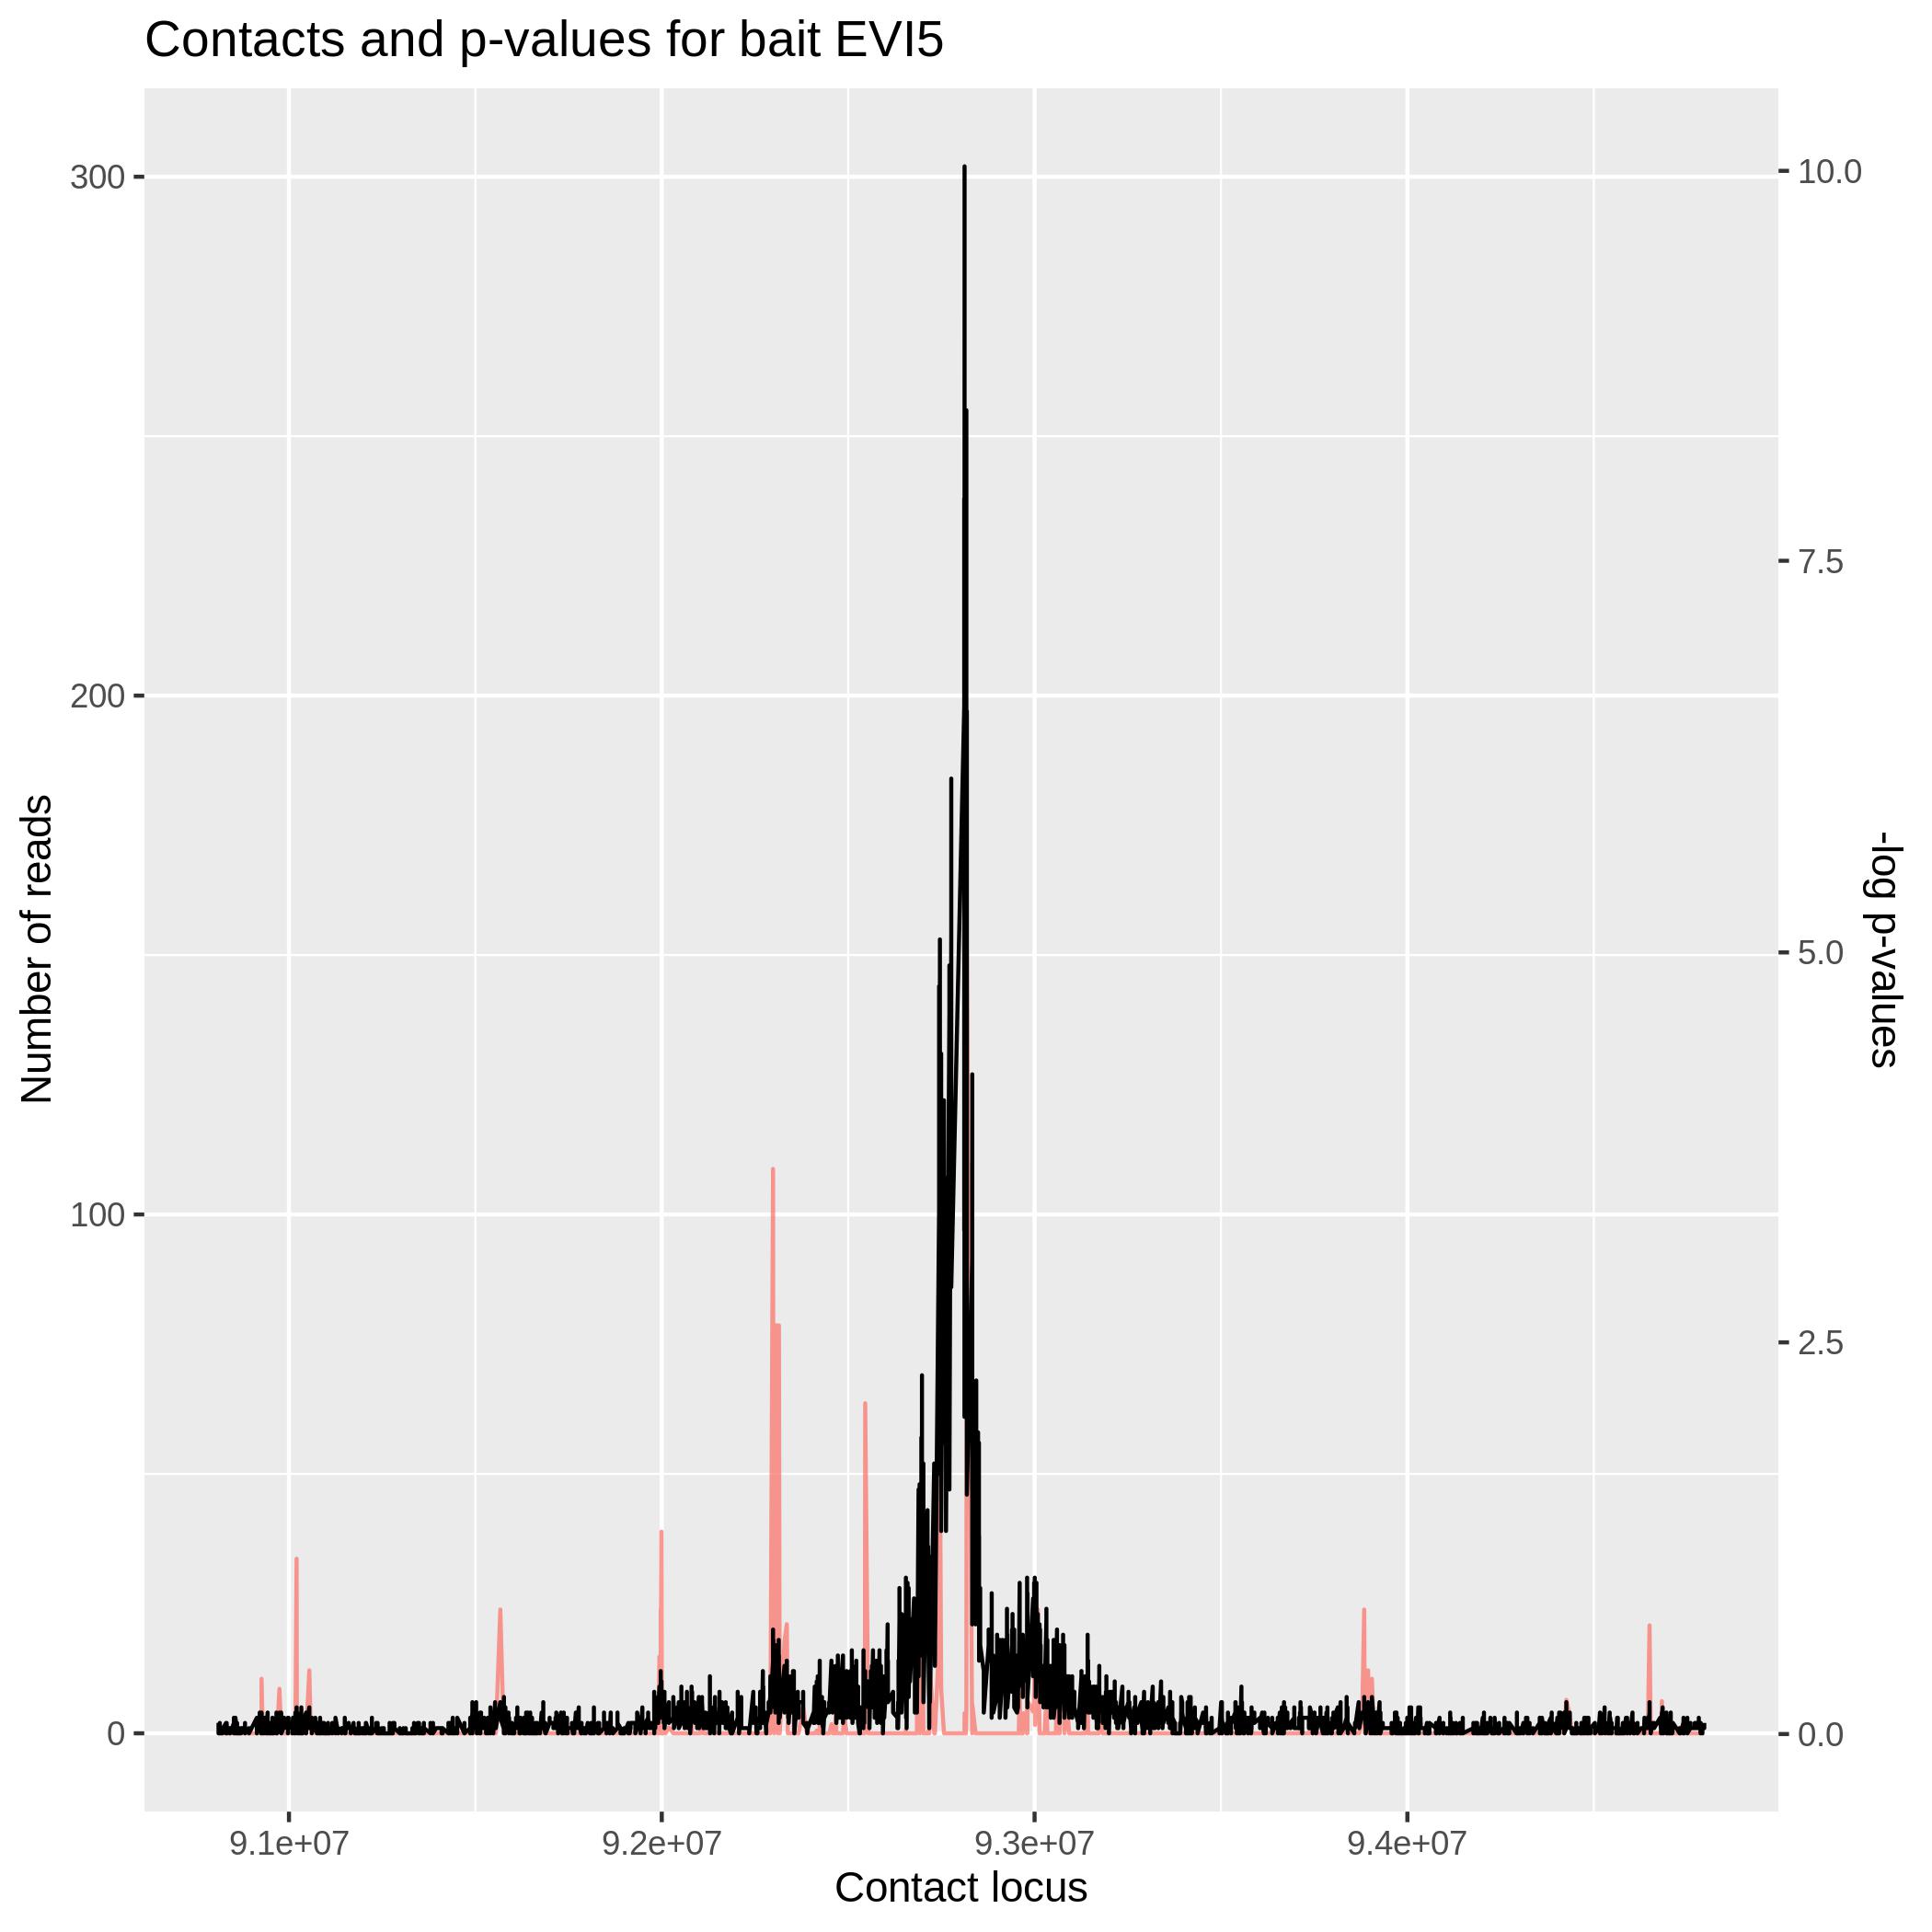 Contacts and p-values for bait EVI5
Number of reads
300
200
100
0
10.0
7.5
5.0
2.5
0.0
-log p-values
9.1e+07
9.2e+07
9.3e+07
9.4e+07
Contact locus